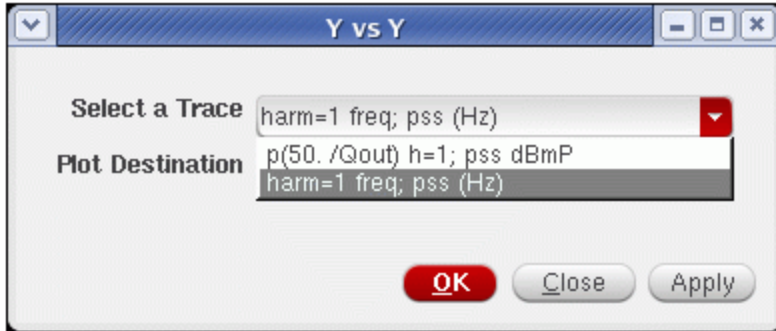 Y vs Y
Select a Trace harm=1 freq; pss (Hz)
Plot Destination p(50. /Qout) h=1; pss dBmP
harm=1 freq; pss (Hz)
OK Close Apply